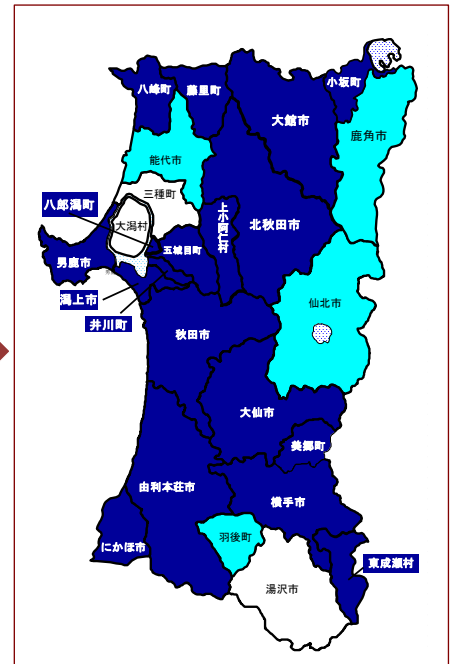 八峰町
藤里町
小坂町
大館市
鹿角市
能代市
三種町
八郎潟町
大潟村
上小阿仁村
北秋田市
五城目町
男鹿市
潟上市
井川町
仙北市
秋田市
大仙市
美郷町
由利本荘市
横手市
羽後町
にかほ市
東成瀬村
湯沢市